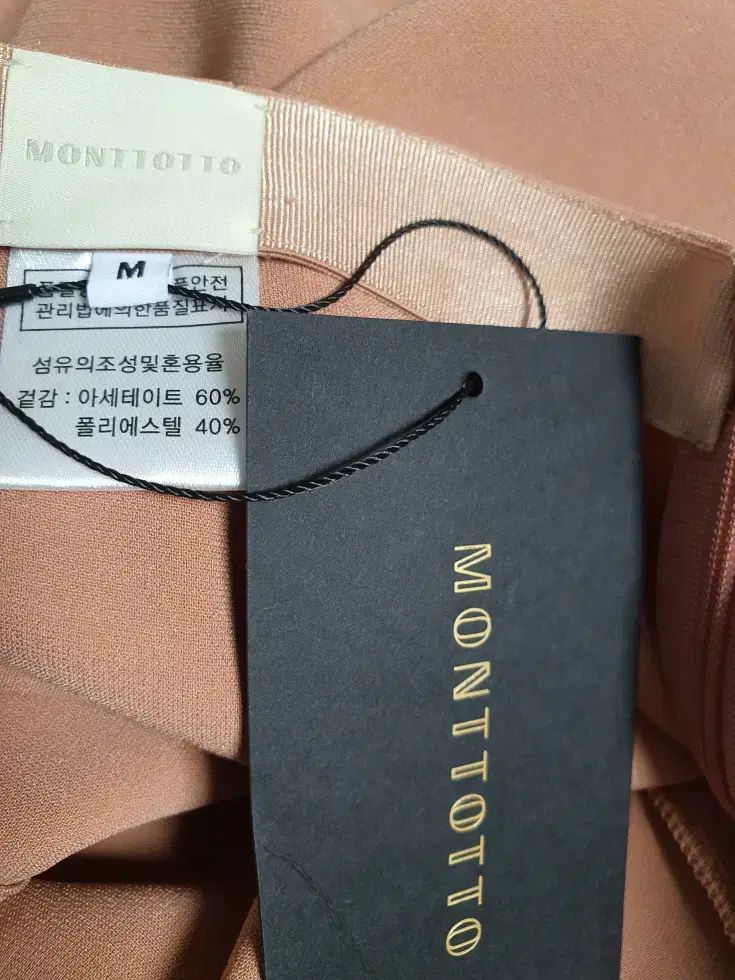 MONTTOTTO
M
관리법에의한품질표시
섬유의조성및혼용율
겉감 : 아세테이트 60%
폴리에스텔 40%
MONTTOTTO